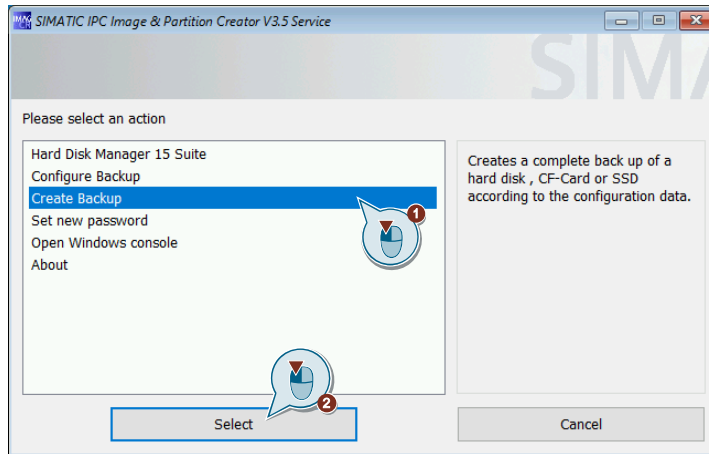 SIMATIC IPC Image & Partition Creator V3.5 Service
SIMA
Please select an action
Hard Disk Manager 15 Suite
Configure Backup
Create Backup
Set new password
Open Windows console
About
1
Creates a complete back up of a
hard disk , CF-Card or SSD
according to the configuration data.
2
Select
Cancel